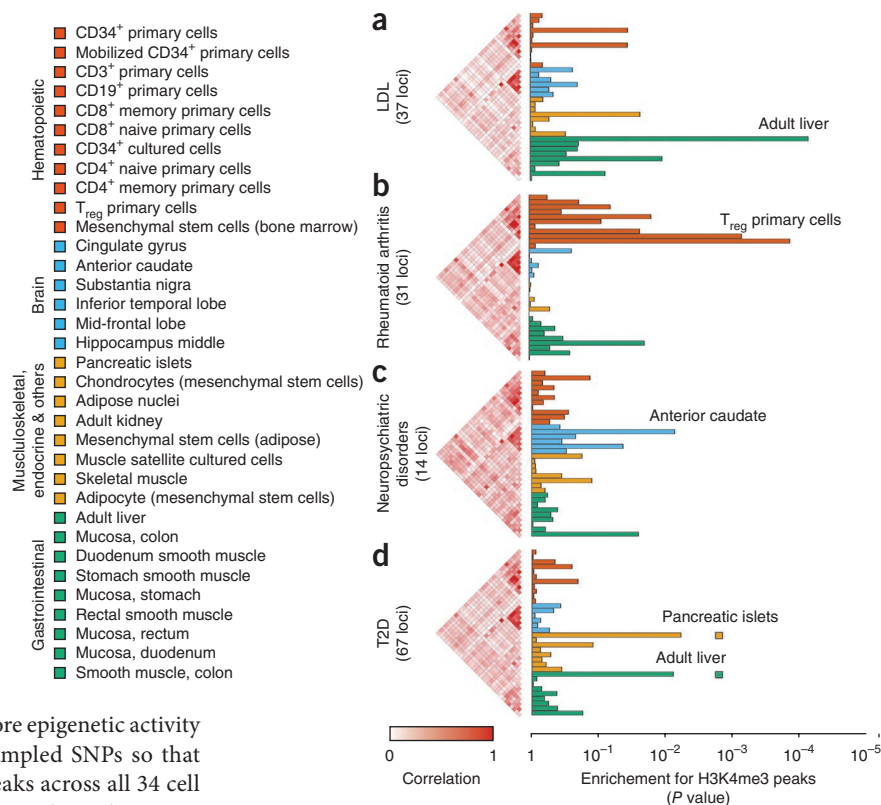 Hematopoietic
CD34+ primary cells
Mobilized CD34+ primary cells
CD3+ primary cells
CD19+ primary cells
CD8+ memory primary cells
CD8+ naive primary cells
CD34+ cultured cells
CD4+ naive primary cells
CD4+ memory primary cells
Treg primary cells
Mesenchymal stem cells (bone marrow)
Brain
Cingulate gyrus
Anterior caudate
Substantia nigra
Inferior temporal lobe
Mid-frontal lobe
Hippocampus middle
Muscluloskeletal,
endocrine & others
Pancreatic islets
Chondrocytes (mesenchymal stem cells)
Adipose nuclei
Adult kidney
Mesenchymal stem cells (adipose)
Muscle satellite cultured cells
Skeletal muscle
Adipocyte (mesenchymal stem cells)
Gastrointestinal
Adult liver
Mucosa, colon
Duodenum smooth muscle
Stomach smooth muscle
Mucosa, stomach
Rectal smooth muscle
Mucosa, rectum
Mucosa, duodenum
Smooth muscle, colon
ore epigenetic activity
mpled SNPs so that
eaks across all 34 cell
a
LDL
(37 loci)
Adult liver
b
Rheumatoid arthritis
(31 loci)
Treg primary cells
c
Neuropsychiatric
disorders
(14 loci)
Anterior caudate
d
T2D
(67 loci)
Pancreatic islets
Adult liver
0 1
Correlation
1 10–1 10–2 10–3 10–4 10–5
Enrichement for H3K4me3 peaks
(P value)